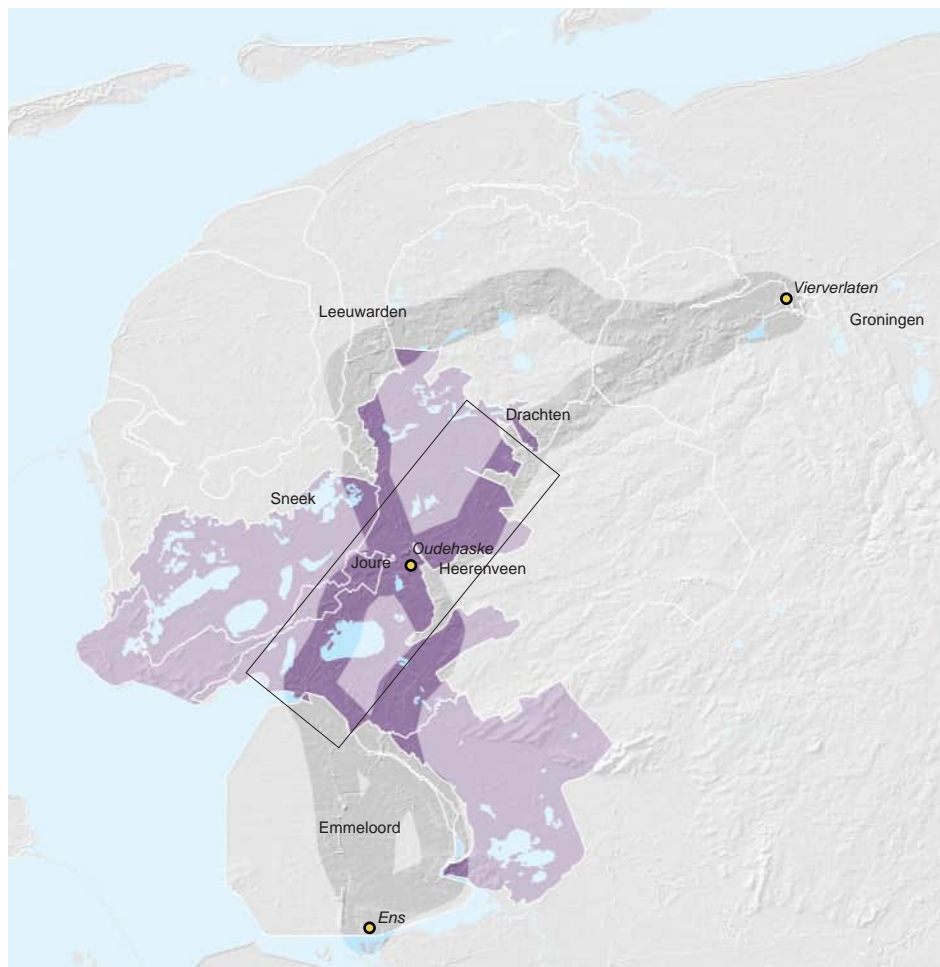 Vierverlaten
Leeuwarden
Groningen
Drachten
Sneek
Oudehaske
Joure
Heerenveen
Emmeloord
Ens